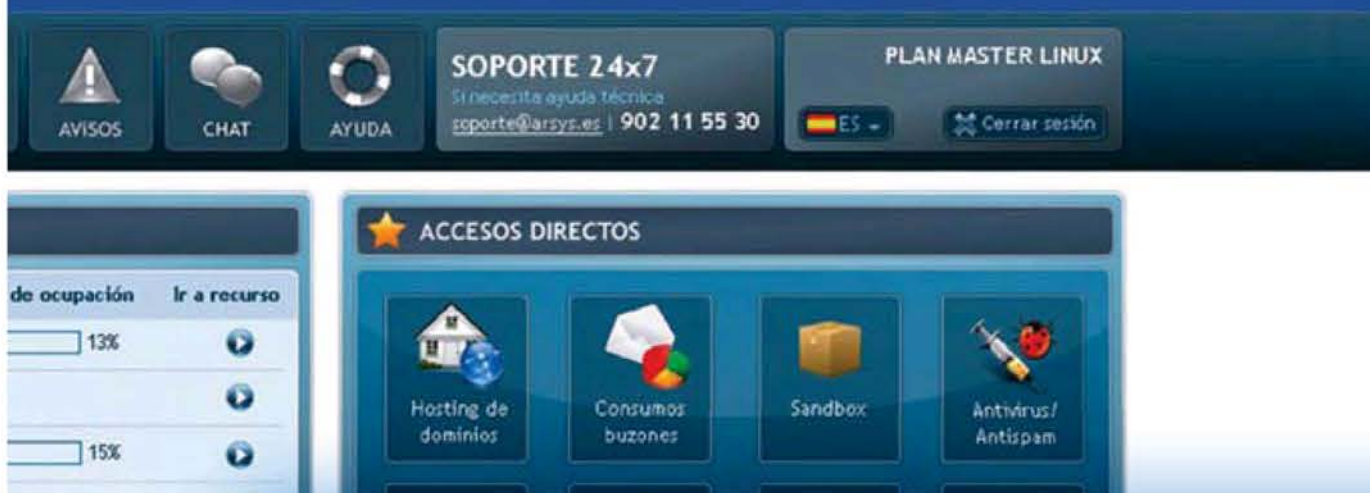 AVISOS
CHAT
AYUDA
SOPORTE 24x7
Si necesita ayuda técnica
soporte@arsys.es | 902 11 55 30
PLAN MASTER LINUX
ES
Cerrar sesión
de ocupación
Ir a recurso
13%
15%
ACCESOS DIRECTOS
Hosting de
dominios
Consumos
buzones
Sandbox
Antivirus/
Antispam